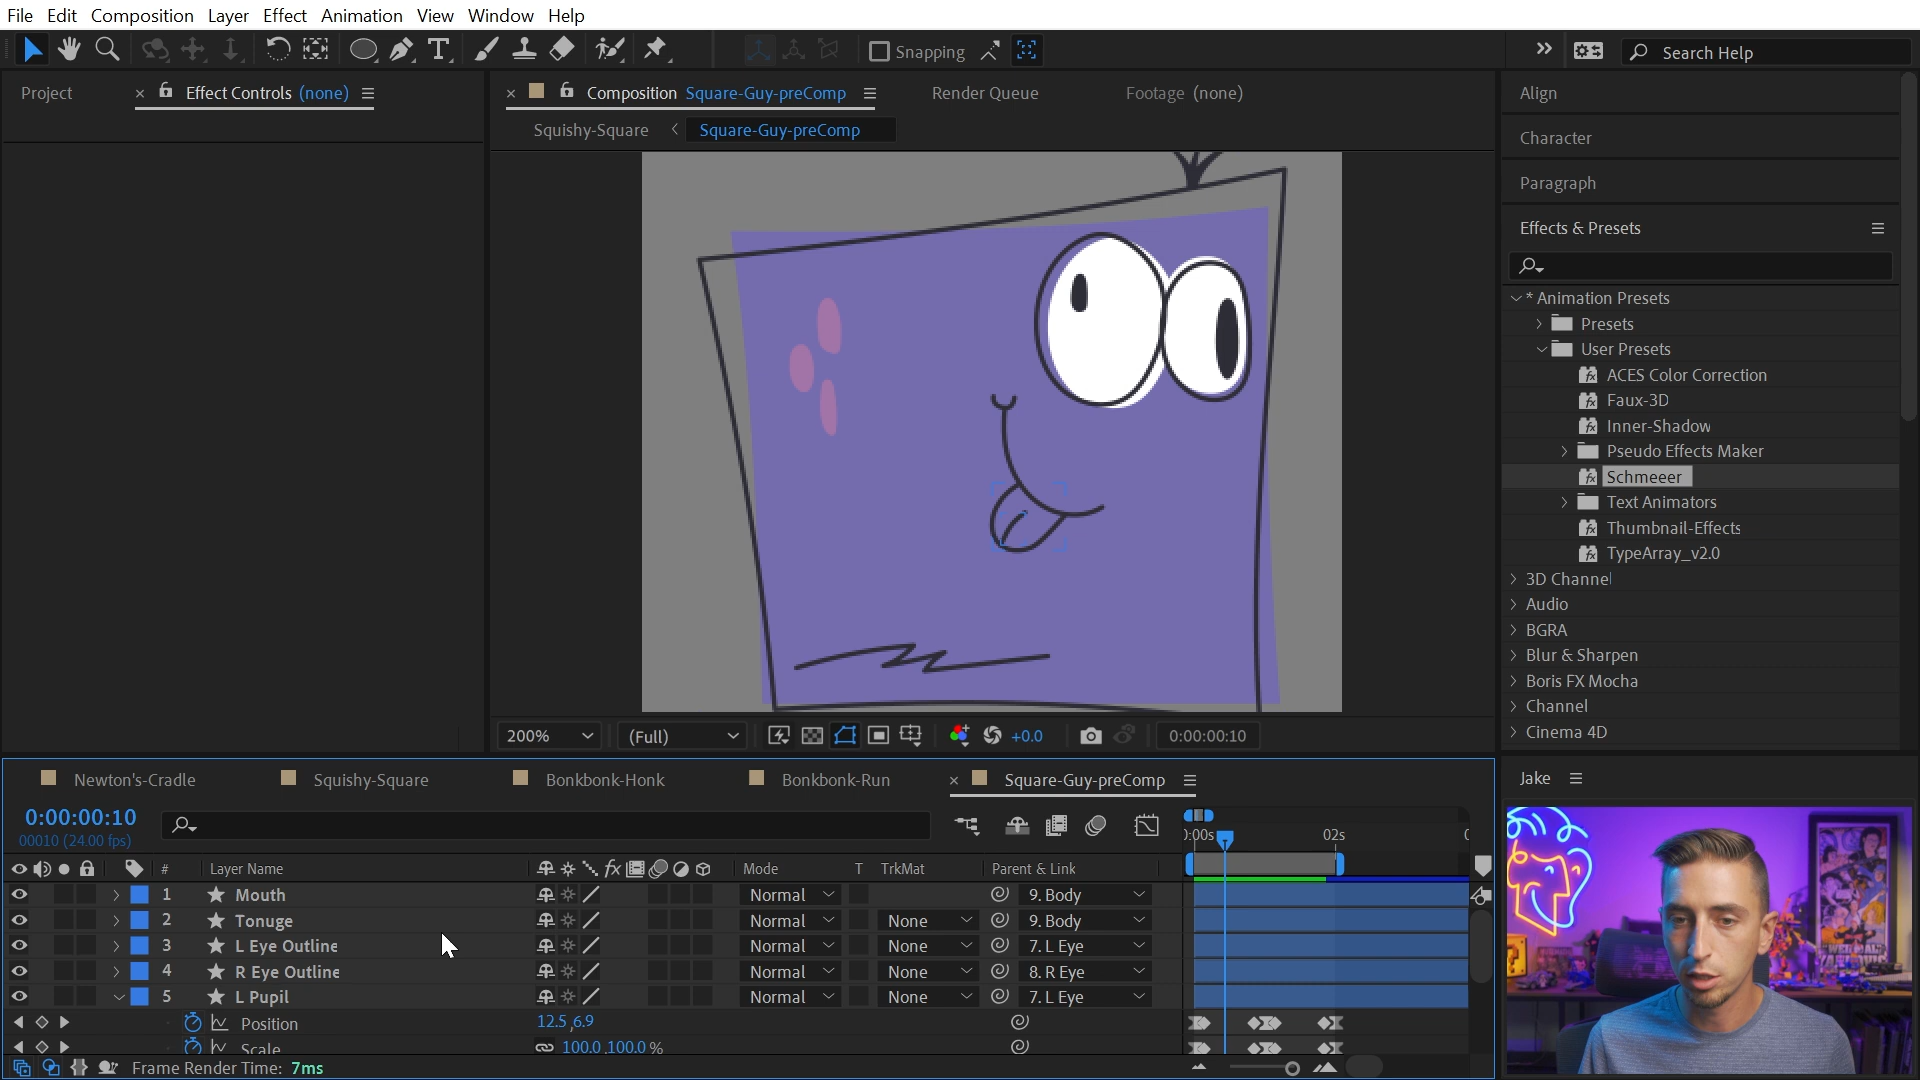 File Edit Composition Layer Effect Animation View Window Help
Snapping
Search Help
Project
Effect Controls (none)
Composition Square-Guy-preComp
Render Queue
Footage (none)
Squishy-Square
Square-Guy-preComp
Align
Character
Paragraph
Effects & Presets
* Animation Presets
Presets
User Presets
ACES Color Correction
Faux-3D
Inner-Shadow
Pseudo Effects Maker
Schmeeer
Text Animators
Thumbnail-Effects
TypeArray_v2.0
3D Channel
Audio
BGRA
Blur & Sharpen
Boris FX Mocha
Channel
Cinema 4D
200%
(Full)
+0.0
0:00:00:10
Newton's-Cradle
Squishy-Square
Bonkbonk-Honk
Bonkbonk-Run
Square-Guy-preComp
Jake
0:00:00:10
00010 (24.00 fps)
):00s 02s
# Layer Name Mode T TrkMat Parent & Link
1 Mouth Normal 9. Body
2 Tonuge Normal None 9. Body
3 L Eye Outline Normal None 7. L Eye
4 R Eye Outline Normal None 8. R Eye
5 L Pupil Normal None 7. L Eye
Position 12.5,6.9
Scale 100.0,100.0 %
Frame Render Time: 7ms